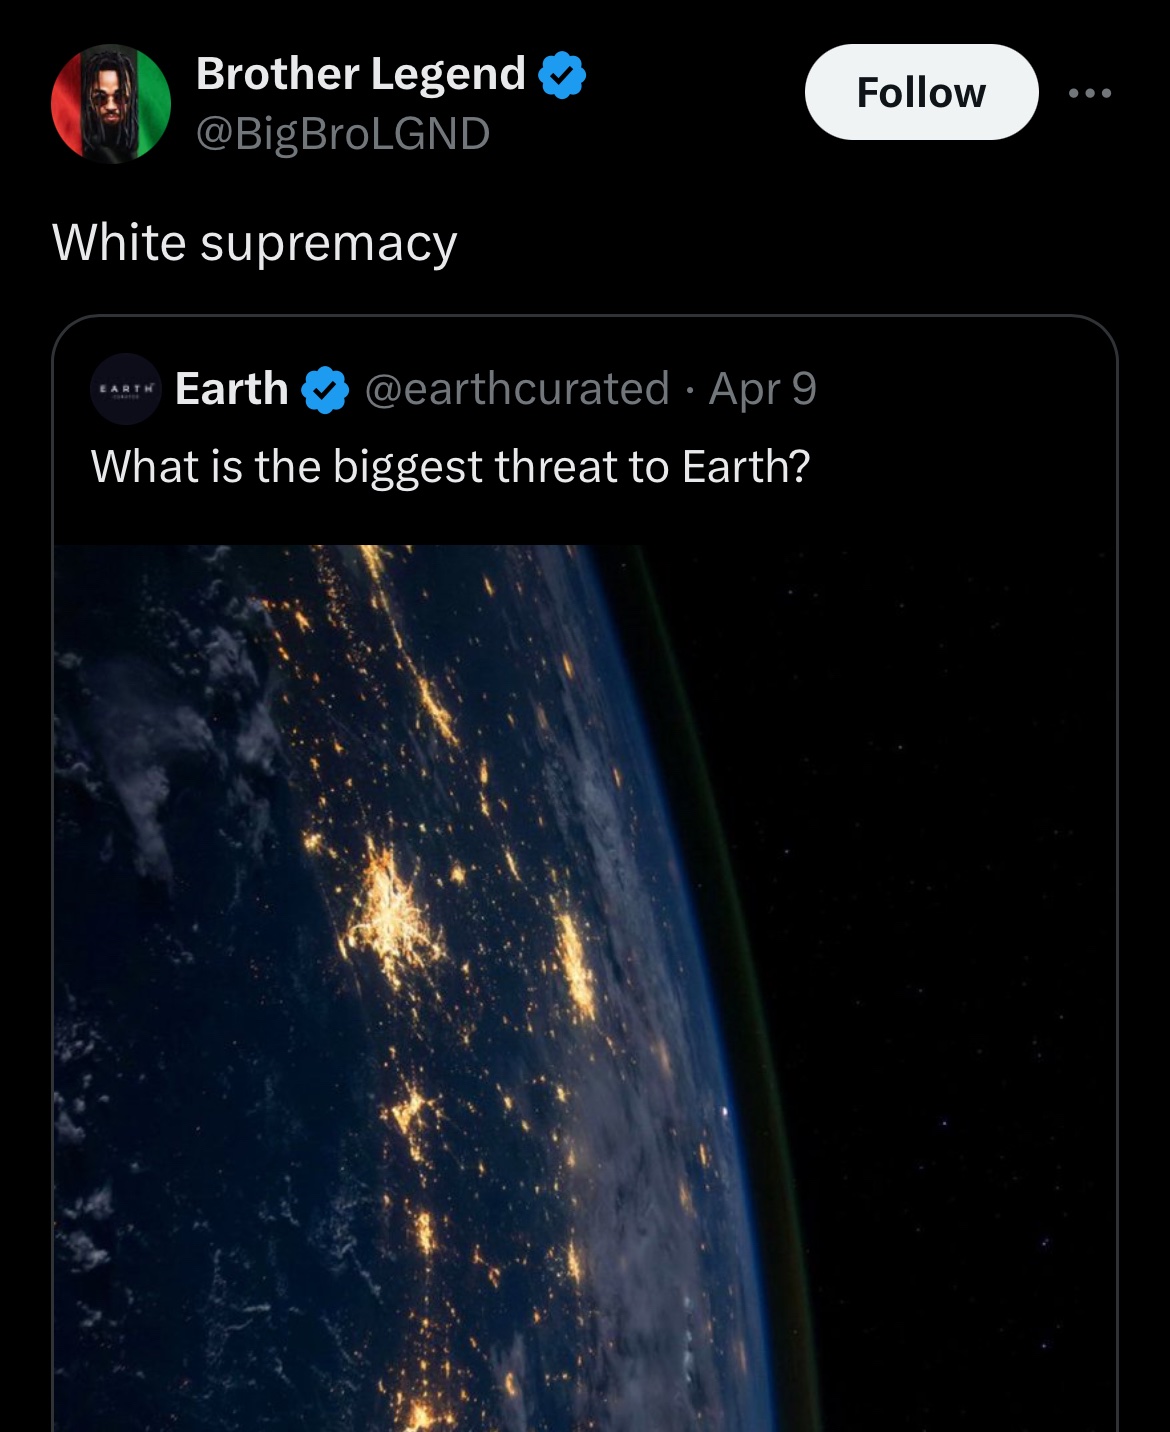 Brother Legend
Follow
@BigBroLGND
White supremacy
EARTH
Earth @earthcurated · Apr 9
What is the biggest threat to Earth?